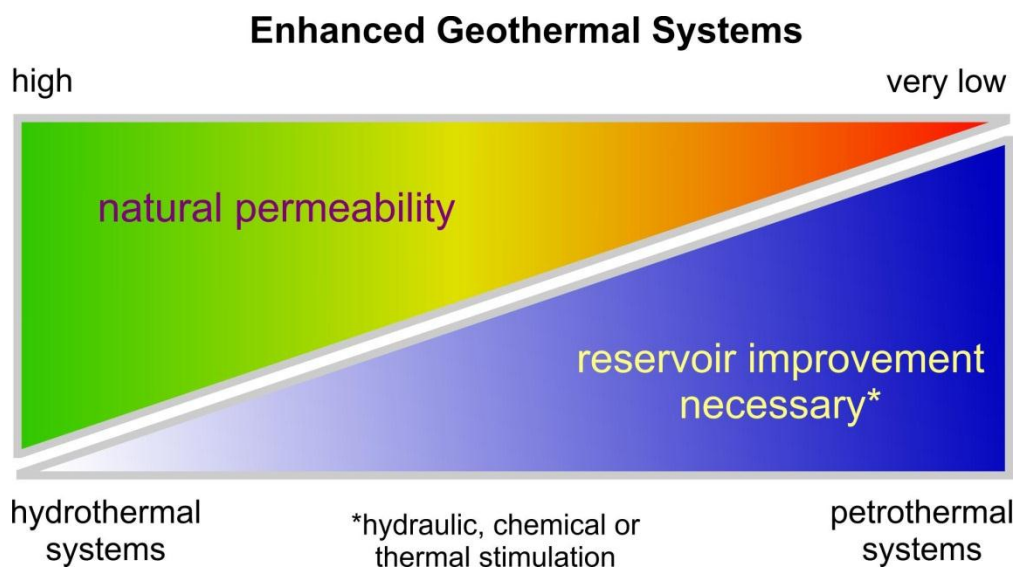 Enhanced Geothermal Systems
high
very low
natural permeability
reservoir improvement
necessary*
hydrothermal
systems
*hydraulic, chemical or
thermal stimulation
petrothermal
systems